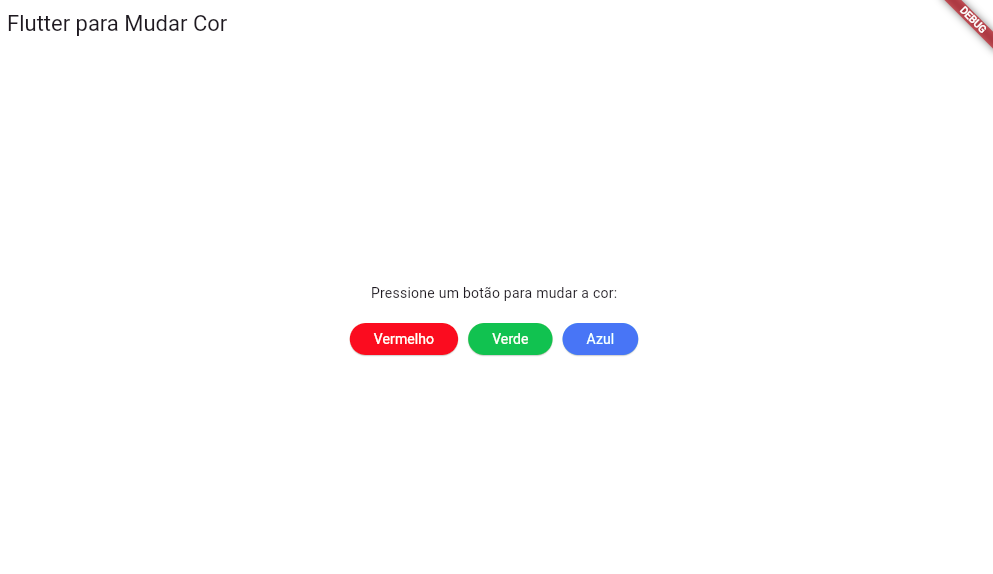 Flutter para Mudar Cor
DEBUG
Pressione um botão para mudar a cor:
Vermelho Verde Azul